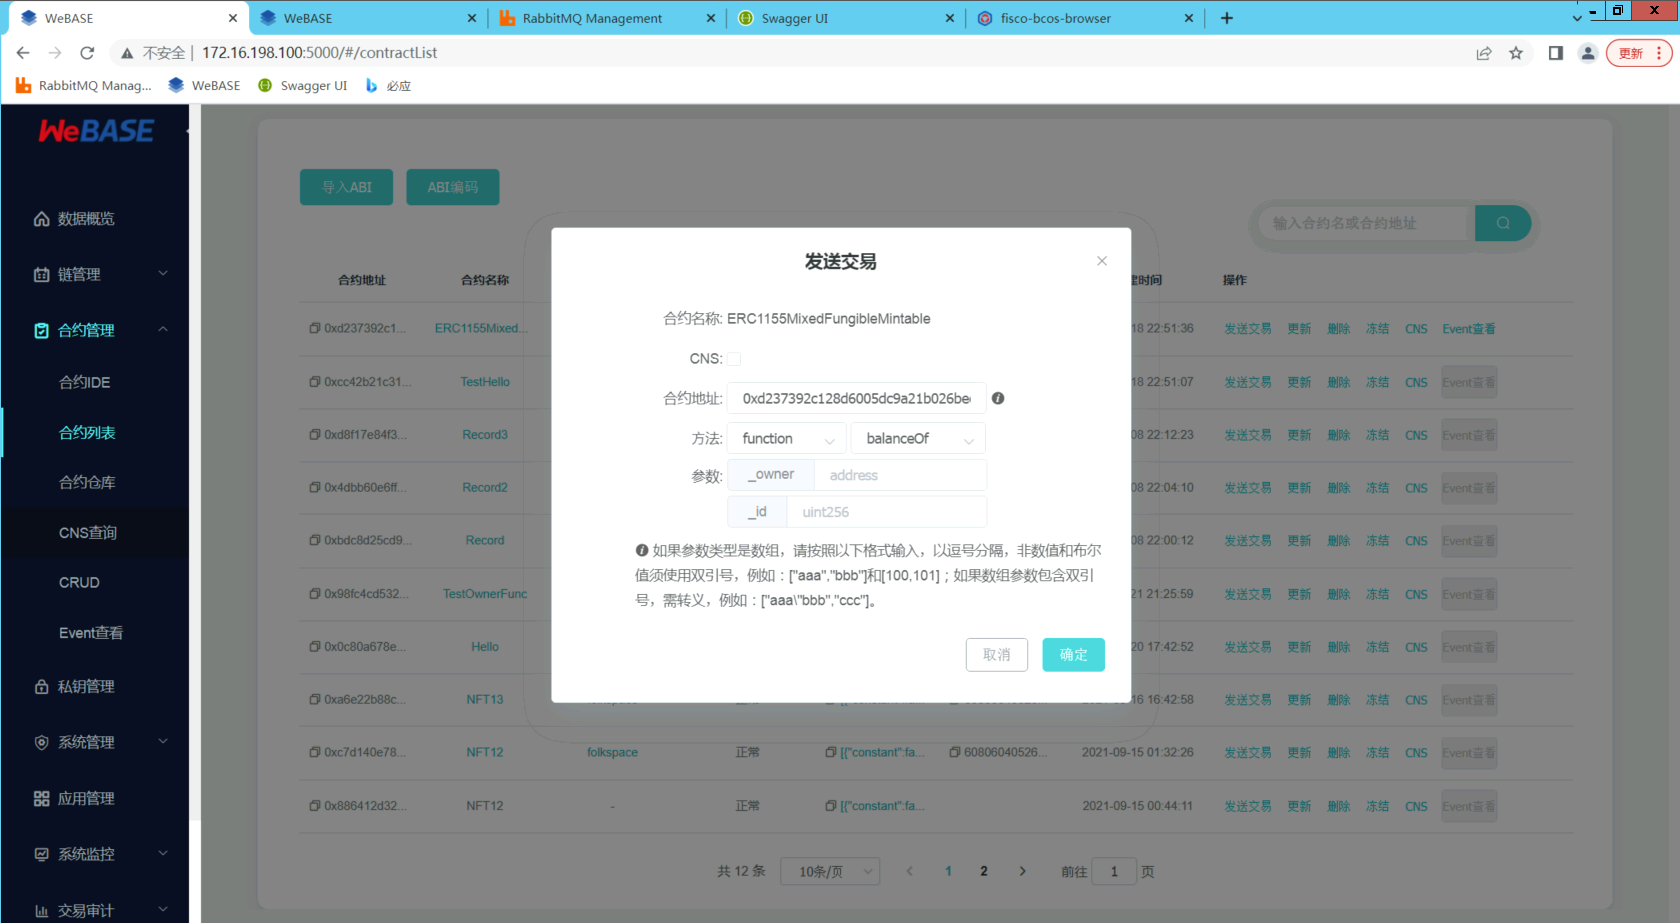 WeBASE
WeBASE
RabbitMQ Management
Swagger UI
fisco-bcos-browser
不安全 | 172.16.198.100:5000/#/contractList
更新
RabbitMQ Manag...
WeBASE
Swagger UI
必应
WeBASE
数据概览
链管理
合约管理
合约IDE
合约列表
合约仓库
CNS查询
CRUD
Event查看
私钥管理
系统管理
应用管理
系统监控
交易审计
导入ABI
ABI编码
输入合约名或合约地址
合约地址 合约名称 建时间 操作
0xd237392c1... ERC1155Mixed... 18 22:51:36 发送交易 更新 删除 冻结 CNS Event查看
0xcc42b21c31... TestHello 18 22:51:07 发送交易 更新 删除 冻结 CNS Event查看
0xd8f17e84f3... Record3 08 22:12:23 发送交易 更新 删除 冻结 CNS Event查看
0x4dbb60e6ff... Record2 08 22:04:10 发送交易 更新 删除 冻结 CNS Event查看
0xbdc8d25cd9... Record 08 22:00:12 发送交易 更新 删除 冻结 CNS Event查看
0x98fc4cd532... TestOwnerFunc 21 21:25:59 发送交易 更新 删除 冻结 CNS Event查看
0x0c80a678e... Hello 20 17:42:52 发送交易 更新 删除 冻结 CNS Event查看
0xa6e22b88c... NFT13 16 16:42:58 发送交易 更新 删除 冻结 CNS Event查看
0xc7d140e78... NFT12 folkspace 正常 [{"constant":fa... 60806040526... 2021-09-15 01:32:26 发送交易 更新 删除 冻结 CNS Event查看
0x886412d32... NFT12 - 正常 [{"constant":fa... 2021-09-15 00:44:11 发送交易 更新 删除 冻结 CNS Event查看
共 12 条 10条/页 1 2 前往 1 页
发送交易
合约名称: ERC1155MixedFungibleMintable
CNS:
合约地址: 0xd237392c128d6005dc9a21b026be
方法: function balanceOf
参数: _owner address
_id uint256
如果参数类型是数组，请按照以下格式输入，以逗号分隔，非数值和布尔
值须使用双引号，例如：["aaa","bbb"]和[100,101]；如果数组参数包含双引
号，需转义，例如：["aaa\"bbb","ccc"]。
取消
确定